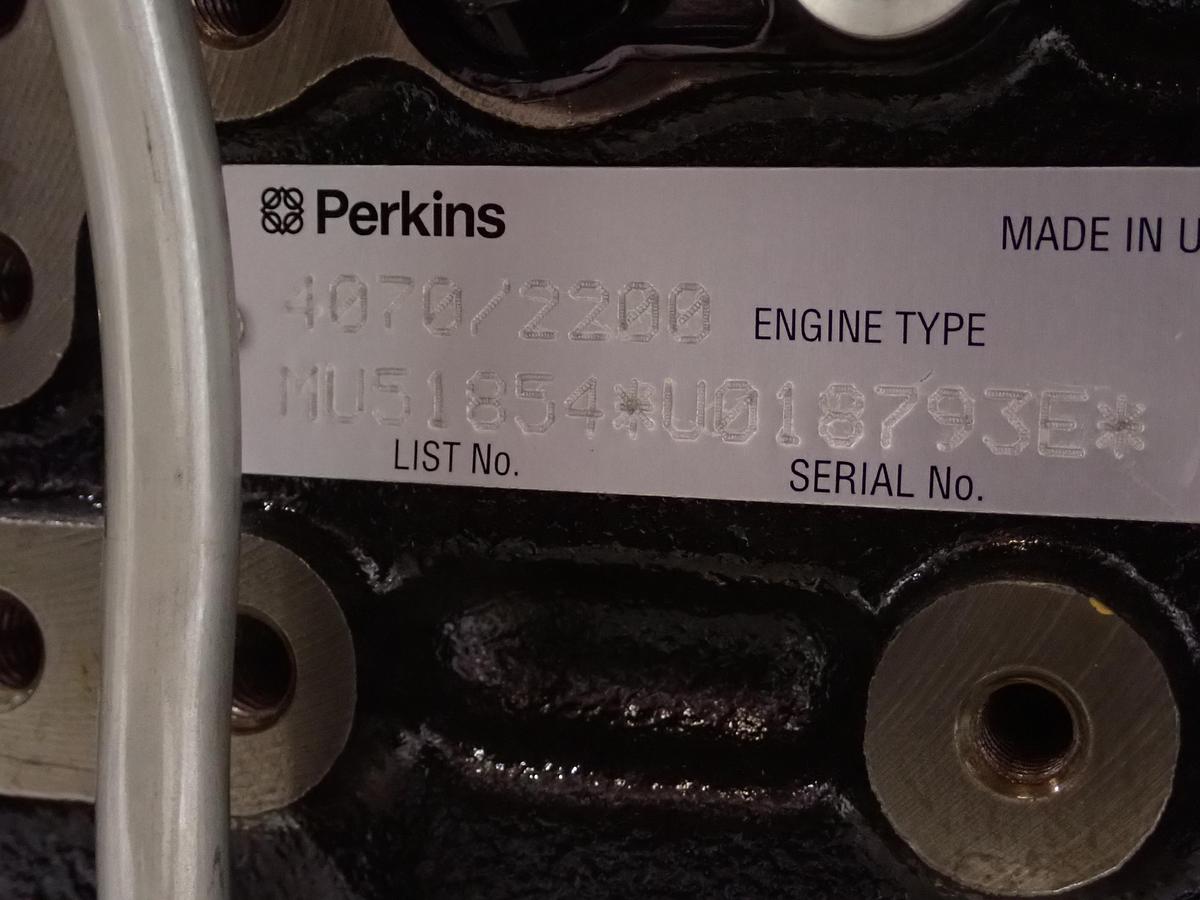 Perkins
MADE IN U
4070/2200 ENGINE TYPE
MU51854*U018793E*
LIST No. SERIAL No.